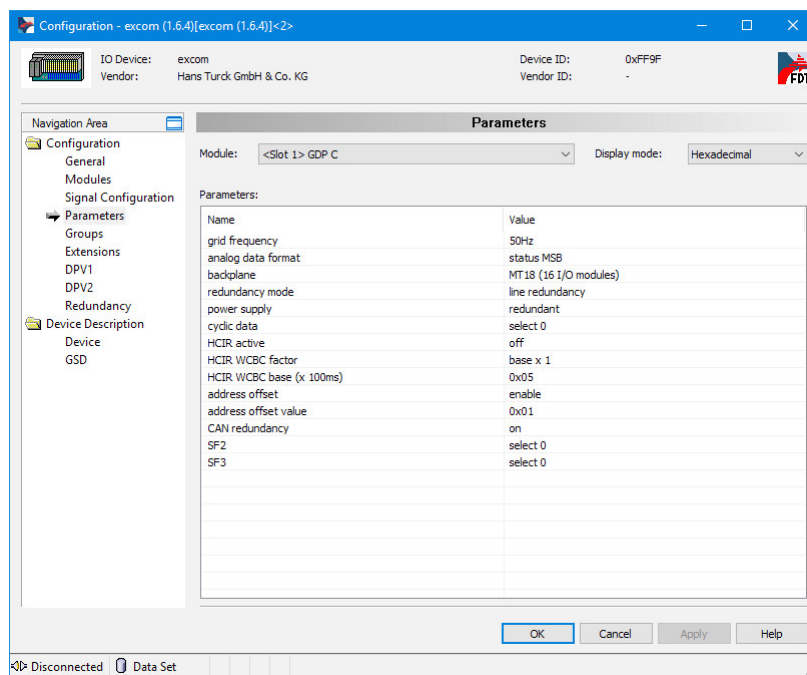 Configuration - excom (1.6.4)[excom (1.6.4)]<2>
IO Device: excom Device ID: 0xFF9F
Vendor: Hans Turck GmbH & Co. KG Vendor ID: -
FDT
Navigation Area
Configuration
General
Modules
Signal Configuration
Parameters
Groups
Extensions
DPV1
DPV2
Redundancy
Device Description
Device
GSD
Parameters
Module: <Slot 1> GDP C Display mode: Hexadecimal
Parameters:
Name Value
grid frequency 50Hz
analog data format status MSB
backplane MT18 (16 I/O modules)
redundancy mode line redundancy
power supply redundant
cyclic data select 0
HCIR active off
HCIR WCBC factor base x 1
HCIR WCBC base (x 100ms) 0x05
address offset enable
address offset value 0x01
CAN redundancy on
SF2 select 0
SF3 select 0
OK Cancel Apply Help
Disconnected Data Set